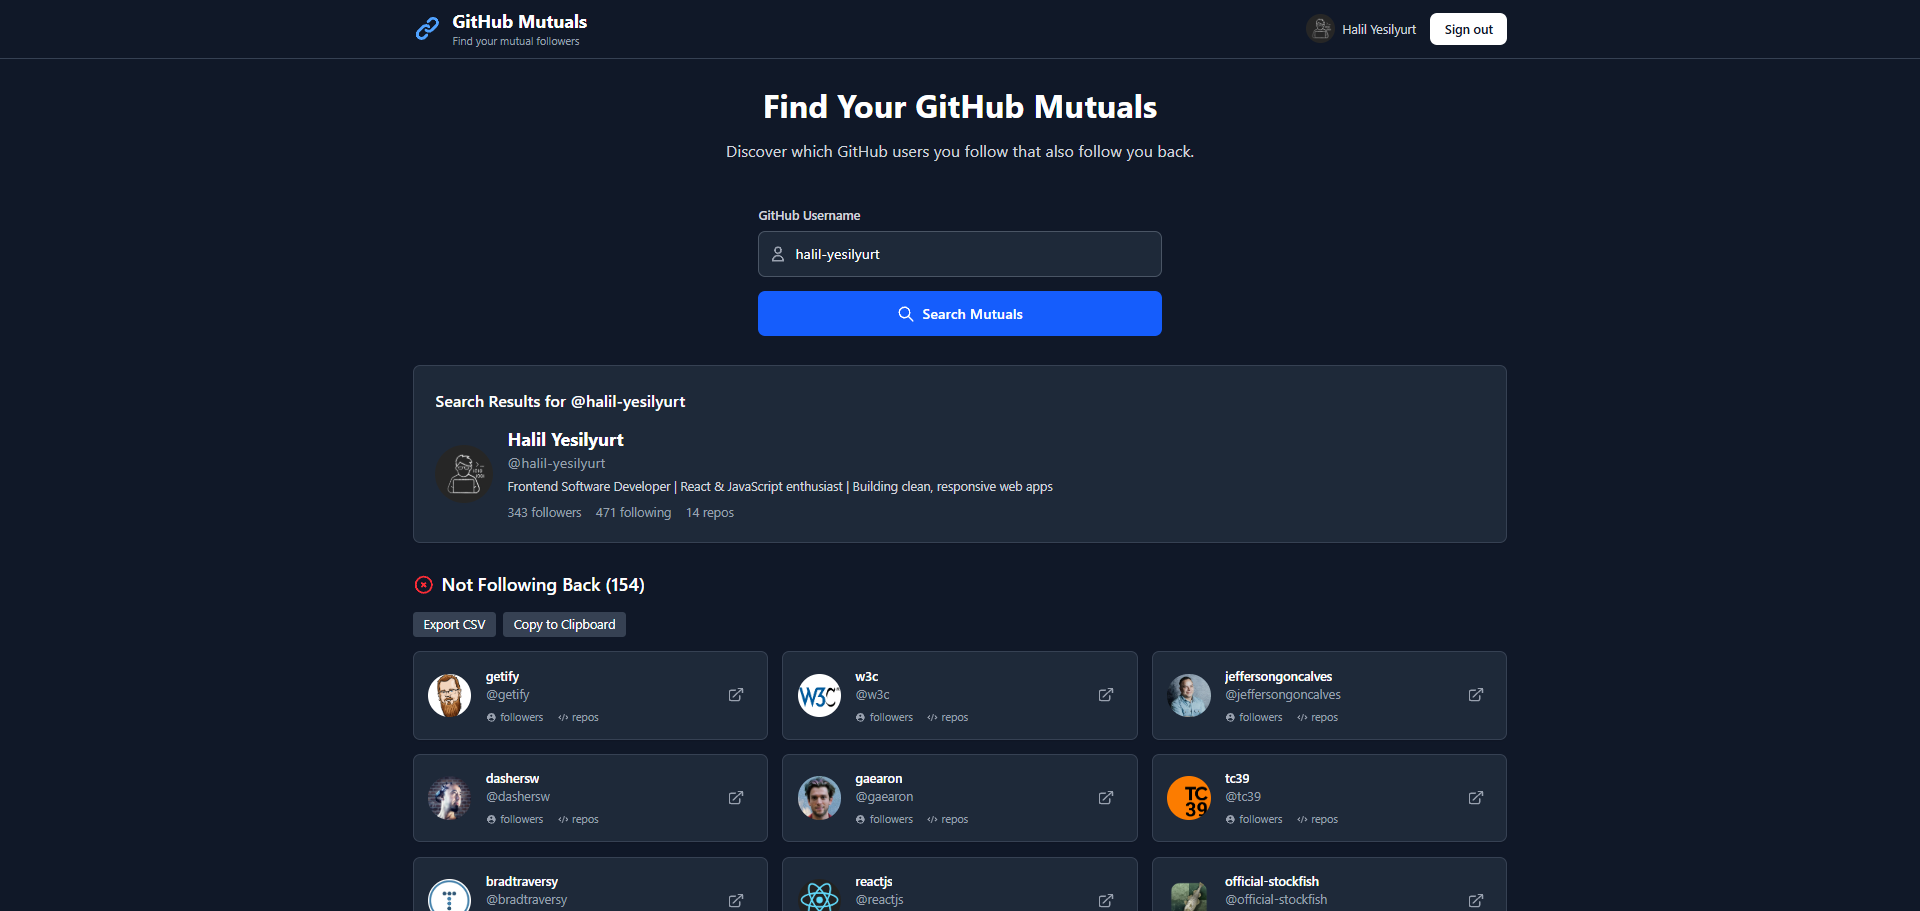 GitHub Mutuals
Find your mutual followers
Halil Yesilyurt
Sign out
Find Your GitHub Mutuals
Discover which GitHub users you follow that also follow you back.
GitHub Username
halil-yesilyurt
Search Mutuals
Search Results for @halil-yesilyurt
Halil Yesilyurt
@halil-yesilyurt
Frontend Software Developer | React & JavaScript enthusiast | Building clean, responsive web apps
343 followers 471 following 14 repos
Not Following Back (154)
Export CSV
Copy to Clipboard
getify
@getify
followers repos
W3C
w3c
@w3c
followers repos
jeffersongoncalves
@jeffersongoncalves
followers repos
dashersw
@dashersw
followers repos
gaearon
@gaearon
followers repos
TC
39
tc39
@tc39
followers repos
bradtraversy
@bradtraversy
reactjs
@reactjs
official-stockfish
@official-stockfish